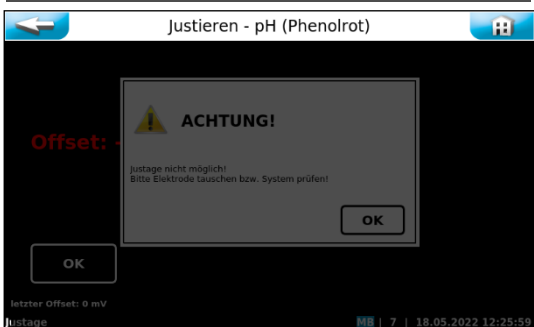 Justieren - pH (Phenolrot)
ACHTUNG!
Offset: -
Justage nicht möglich!
Bitte Elektrode tauschen bzw. System prüfen!
OK
OK
letzter Offset: 0 mV
Justage
MB | 7 | 18.05.2022 12:25:59